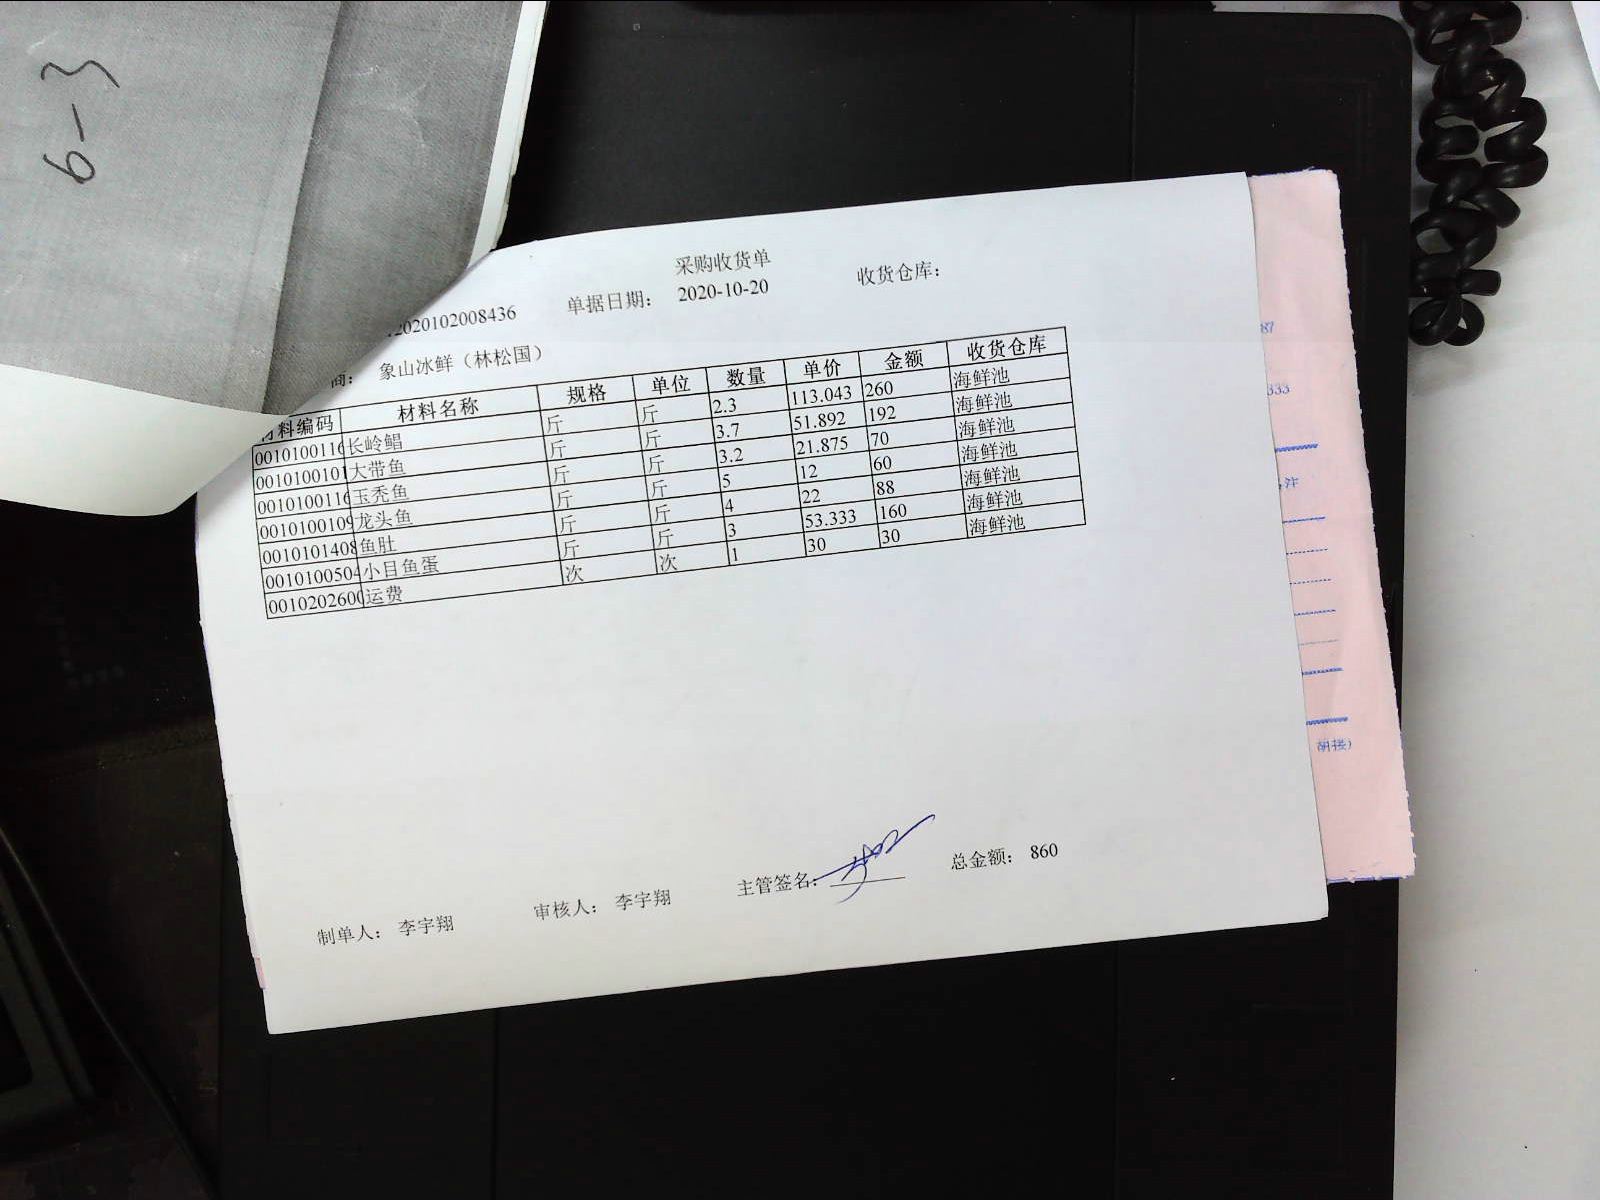 6-3
采购收货单
2020102008436 单据日期: 2020-10-20 收货仓库:
商: 象山冰鲜（林松国）
材料编码 材料名称 规格 单位 数量 单价 金额 收货仓库
0010100116 长岭鲳 斤 斤 2.3 113.043 260 海鲜池
0010100101 大带鱼 斤 斤 3.7 51.892 192 海鲜池
0010100116 玉秃鱼 斤 斤 3.2 21.875 70 海鲜池
0010100109 龙头鱼 斤 斤 5 12 60 海鲜池
0010101408 鱼肚 斤 斤 4 22 88 海鲜池
0010100504 小目鱼蛋 斤 斤 3 53.333 160 海鲜池
0010202600 运费 次 次 1 30 30 海鲜池
制单人: 李宇翔 审核人: 李宇翔 主管签名: 总金额: 860
87
333
注